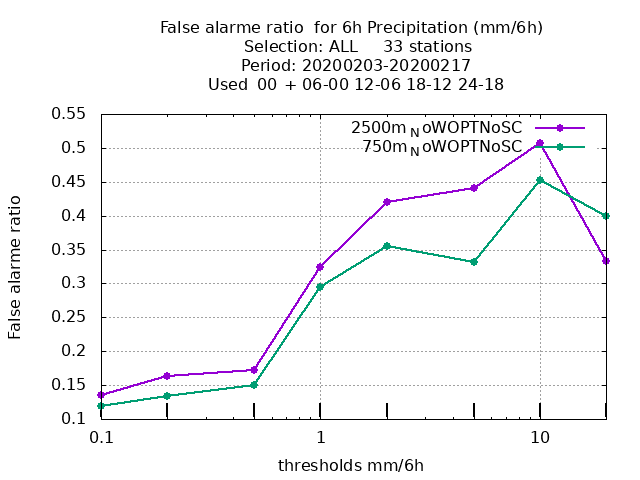 False alarme ratio  for 6h Precipitation (mm/6h)
Selection: ALL     33 stations
Period: 20200203-20200217
Used  00  + 06-00 12-06 18-12 24-18
2500m_NoWOPTNoSC
750m_NoWOPTNoSC
0.55
0.5
0.45
0.4
0.35
0.3
0.25
0.2
0.15
0.1
False alarme ratio
0.1
1
10
thresholds mm/6h